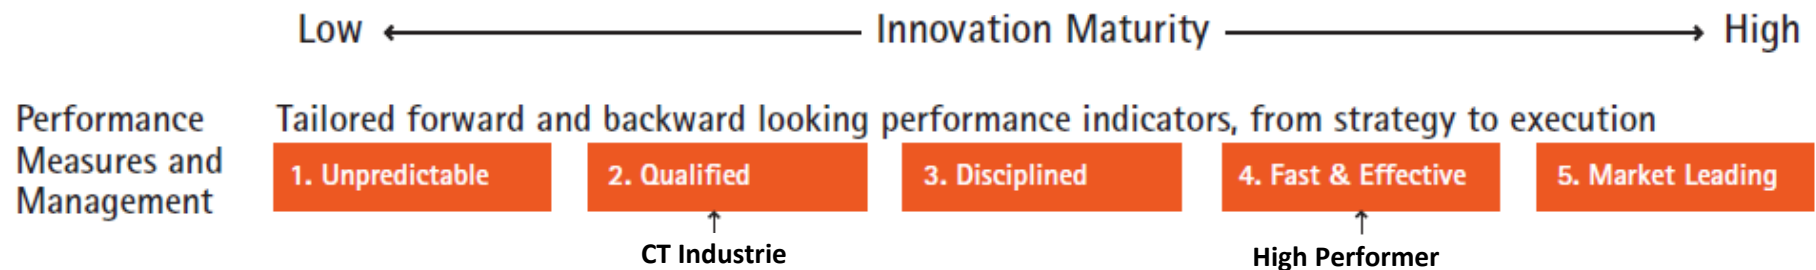 Low Innovation Maturity High
Performance Measures and Management
Tailored forward and backward looking performance indicators, from strategy to execution
1. Unpredictable
2. Qualified
3. Disciplined
4. Fast & Effective
5. Market Leading
CT Industrie
High Performer